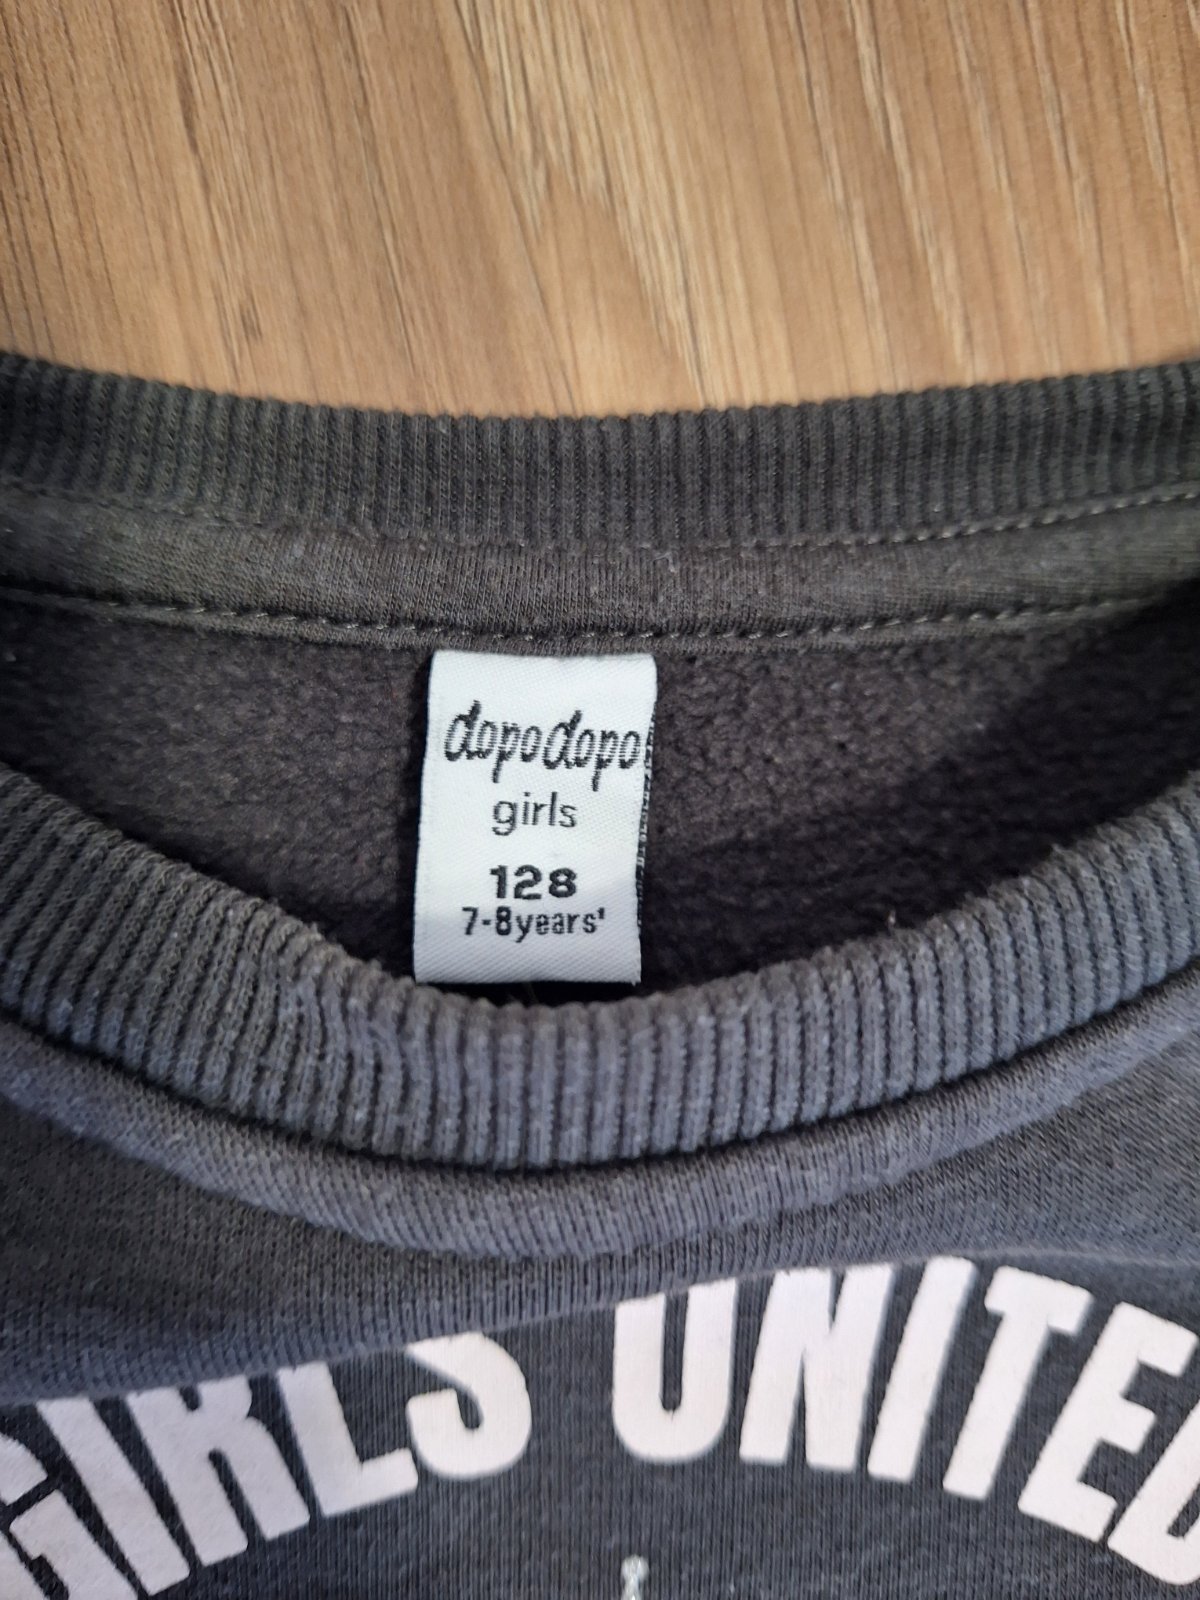 dopodopo
girls
128
7-8years'
GIRLS UNITED